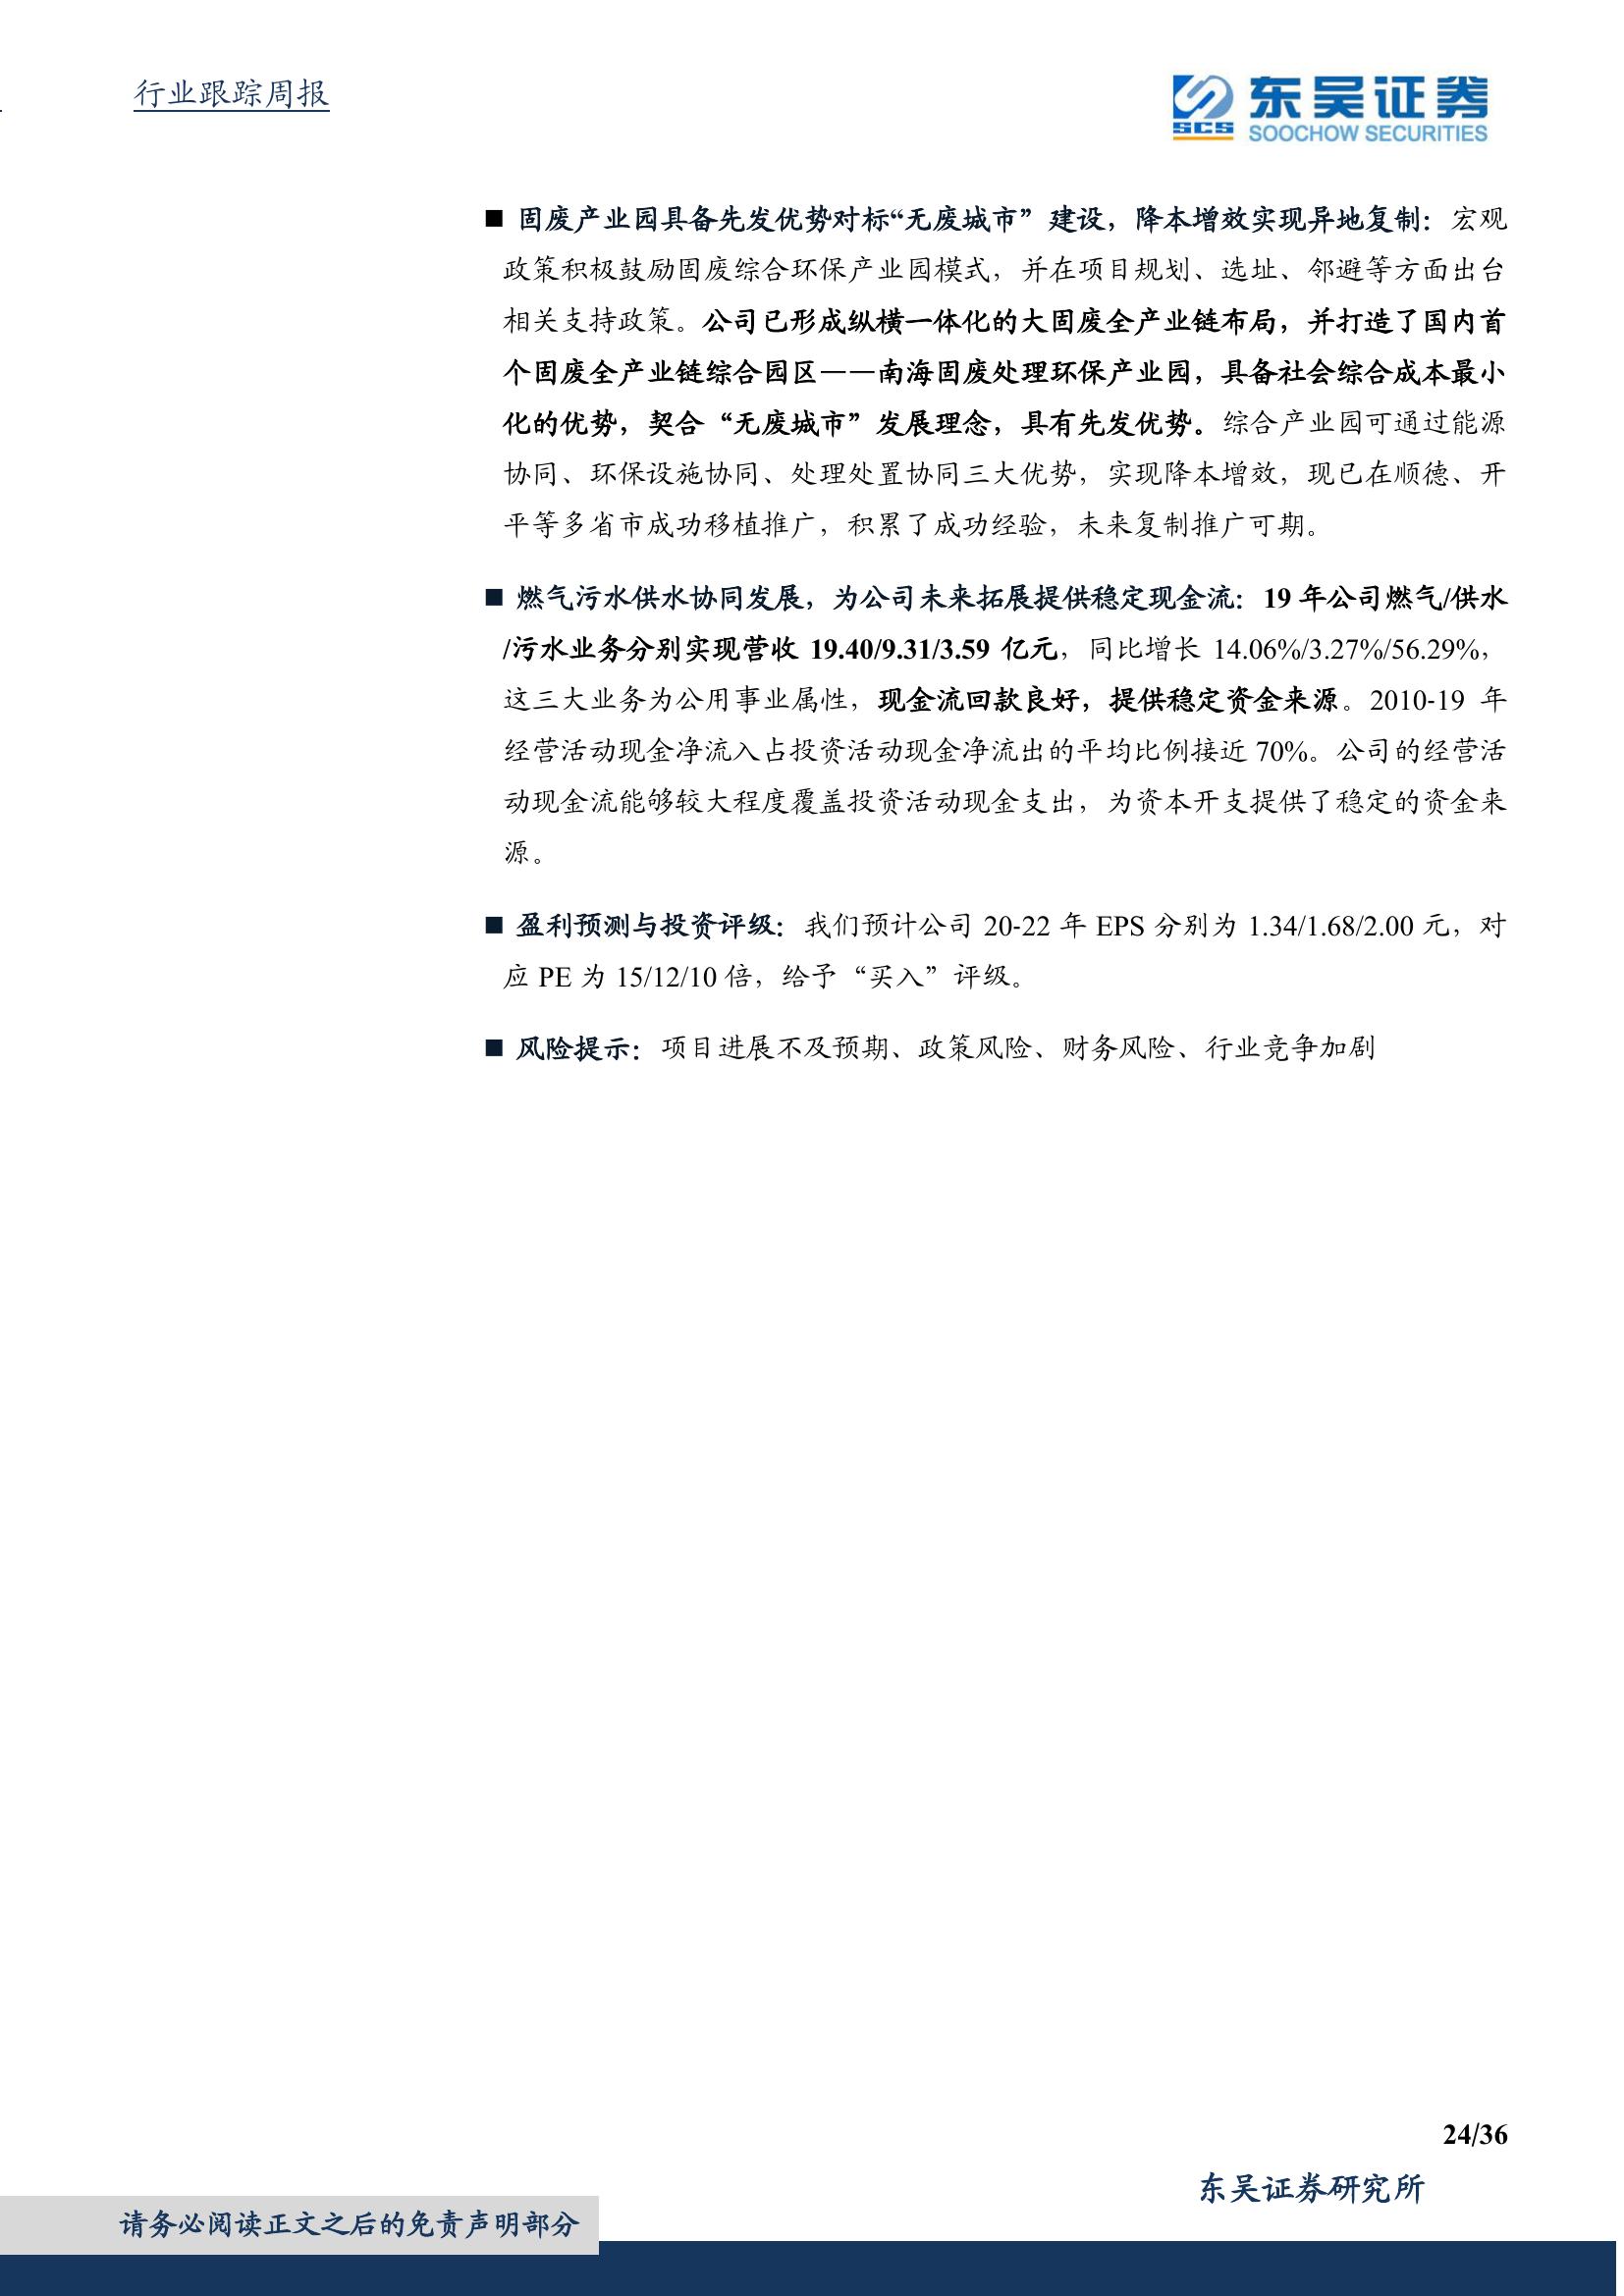 行业跟踪周报
SCS
东吴证券
SOOCHOW SECURITIES
■ 固废产业园具备先发优势对标“无废城市”建设，降本增效实现异地复制：宏观
政策积极鼓励固废综合环保产业园模式，并在项目规划、选址、邻避等方面出台
相关支持政策。公司已形成纵横一体化的大固废全产业链布局，并打造了国内首
个固废全产业链综合园区——南海固废处理环保产业园，具备社会综合成本最小
化的优势，契合“无废城市”发展理念，具有先发优势。综合产业园可通过能源
协同、环保设施协同、处理处置协同三大优势，实现降本增效，现已在顺德、开
平等多省市成功移植推广，积累了成功经验，未来复制推广可期。
■ 燃气污水供水协同发展，为公司未来拓展提供稳定现金流：19 年公司燃气/供水
/污水业务分别实现营收 19.40/9.31/3.59 亿元，同比增长 14.06%/3.27%/56.29%，
这三大业务为公用事业属性，现金流回款良好，提供稳定资金来源。2010-19 年
经营活动现金净流入占投资活动现金净流出的平均比例接近 70%。公司的经营活
动现金流能够较大程度覆盖投资活动现金支出，为资本开支提供了稳定的资金来
源。
■ 盈利预测与投资评级：我们预计公司 20-22 年 EPS 分别为 1.34/1.68/2.00 元，对
应 PE 为 15/12/10 倍，给予“买入”评级。
■ 风险提示：项目进展不及预期、政策风险、财务风险、行业竞争加剧
24/36
东吴证券研究所
请务必阅读正文之后的免责声明部分